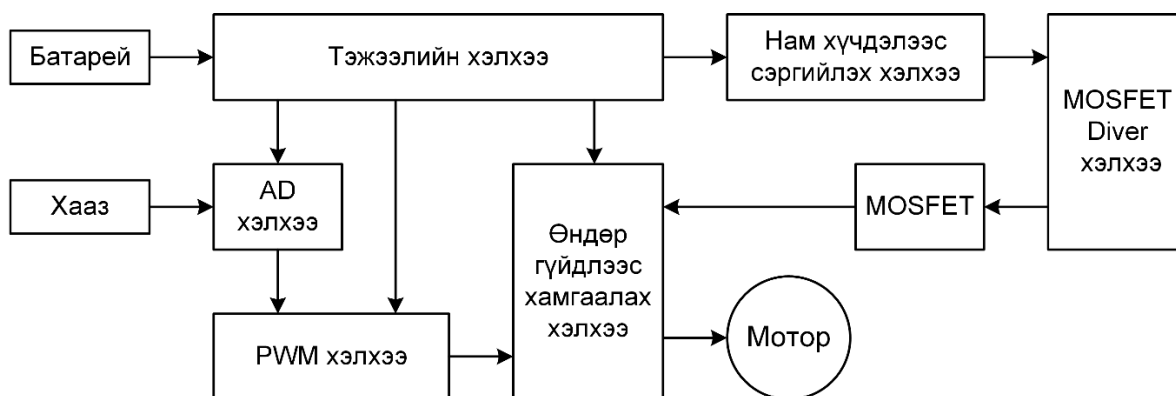 Батарей
Тэжээлийн хэлхээ
Нам хүчдэлээс
сэргийлэх хэлхээ
MOSFET
Diver
хэлхээ
Хааз
AD
хэлхээ
Өндөр
гүйдлээс
хамгаалах
хэлхээ
MOSFET
PWM хэлхээ
Мотор